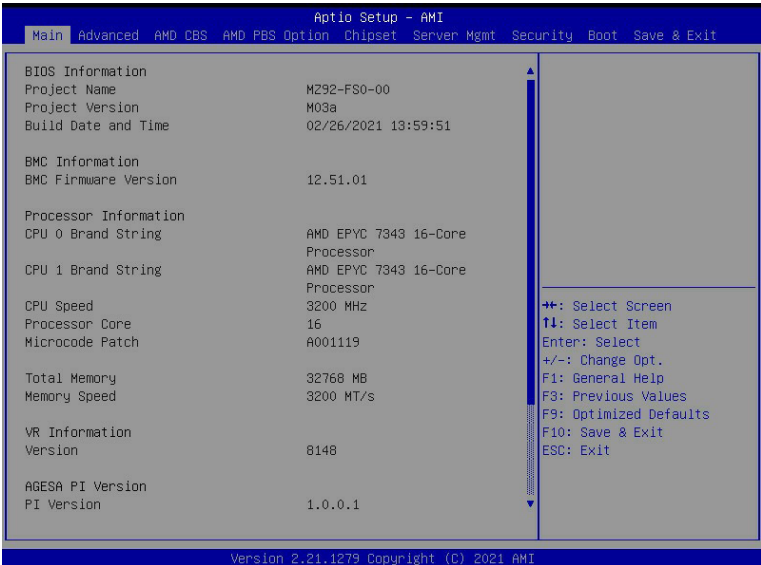 Aptio Setup – AMI
Main Advanced AMD CBS AMD PBS Option Chipset Server Mgmt Security Boot Save & Exit
BIOS Information
Project Name MZ92-FS0-00
Project Version M03a
Build Date and Time 02/26/2021 13:59:51
BMC Information
BMC Firmware Version 12.51.01
Processor Information
CPU 0 Brand String AMD EPYC 7343 16-Core
Processor
CPU 1 Brand String AMD EPYC 7343 16-Core
Processor
CPU Speed 3200 MHz
Processor Core 16
Microcode Patch A001119
Total Memory 32768 MB
Memory Speed 3200 MT/s
VR Information
Version 8148
AGESA PI Version
PI Version 1.0.0.1
→←: Select Screen
↑↓: Select Item
Enter: Select
+/-: Change Opt.
F1: General Help
F3: Previous Values
F9: Optimized Defaults
F10: Save & Exit
ESC: Exit
Version 2.21.1279 Copyright (C) 2021 AMI